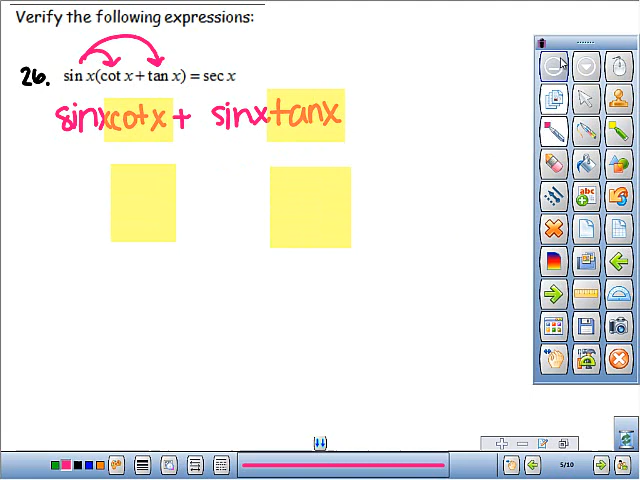 Verify the following expressions:
26. sin x(cot x + tan x) = sec x
sinxcotx + sinxtanx
abc
5/10